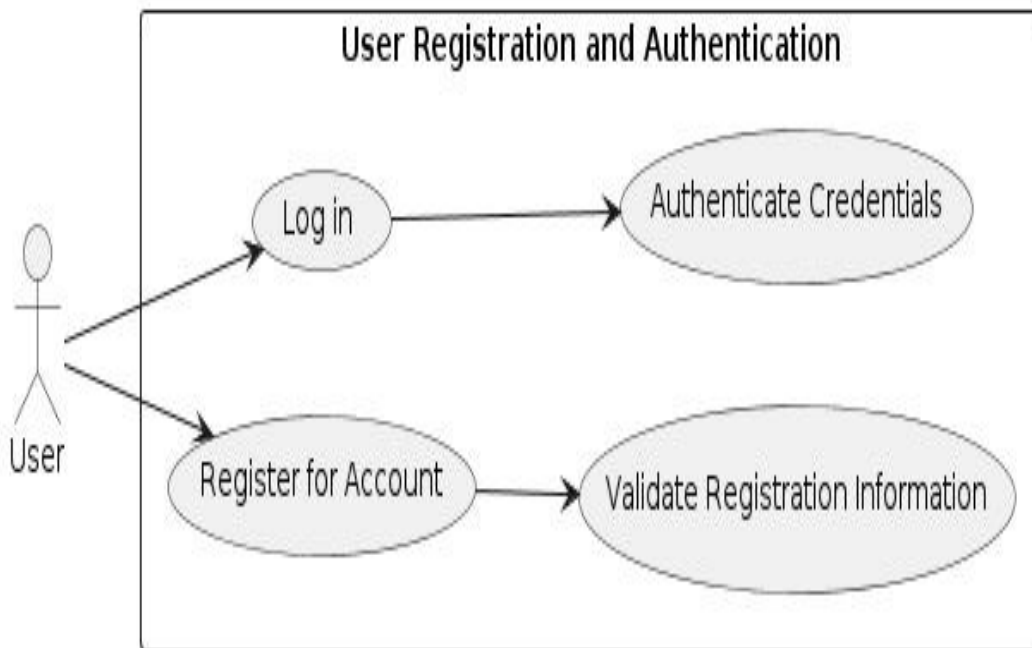 User Registration and Authentication
Log in
Authenticate Credentials
User
Register for Account
Validate Registration Information